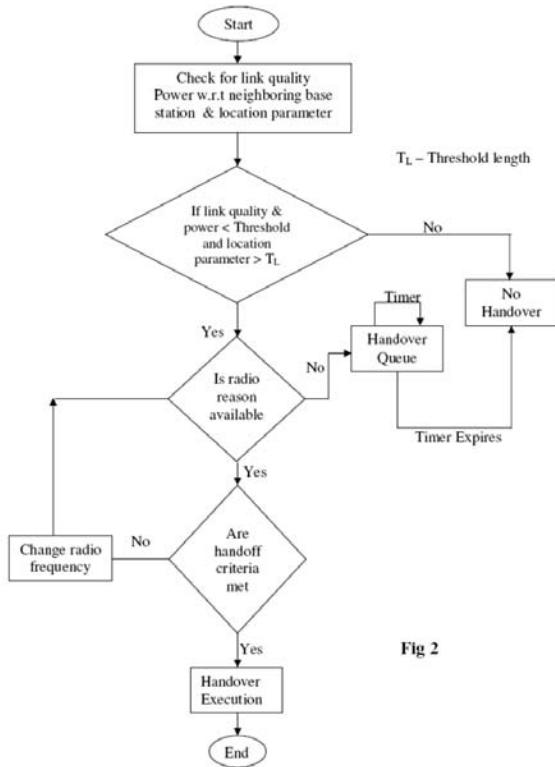 Start
Check for link quality
Power w.r.t neighboring base
station & location parameter
TL – Threshold length
If link quality &
power < Threshold
and location
parameter > TL
No
No
Handover
Timer
Handover
Queue
Yes
No
Is radio
reason
available
Timer Expires
Yes
Are
handoff
criteria
met
No
Change radio
frequency
Yes
Fig 2
Handover
Execution
End